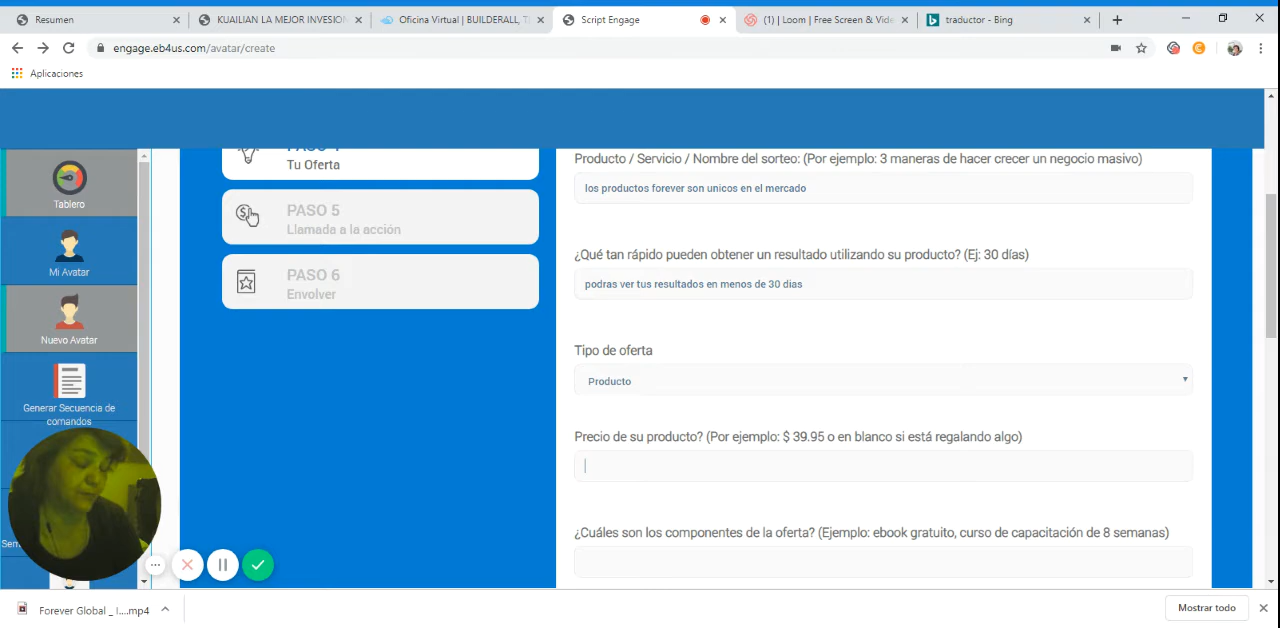 Resumen
KUAILIAN LA MEJOR INVESION
Oficina Virtual | BUILDERALL, T
Script Engage
(1) | Loom | Free Screen & Vide
traductor - Bing
engage.eb4us.com/avatar/create
Aplicaciones
Tablero
Mi Avatar
Nuevo Avatar
Generar Secuencia de
comandos
Sem
Tu Oferta
PASO 5
Llamada a la acción
PASO 6
Envolver
Producto / Servicio / Nombre del sorteo: (Por ejemplo: 3 maneras de hacer crecer un negocio masivo)
los productos forever son unicos en el mercado
¿Qué tan rápido pueden obtener un resultado utilizando su producto? (Ej: 30 días)
podras ver tus resultados en menos de 30 dias
Tipo de oferta
Producto
Precio de su producto? (Por ejemplo: $ 39.95 o en blanco si está regalando algo)
¿Cuáles son los componentes de la oferta? (Ejemplo: ebook gratuito, curso de capacitación de 8 semanas)
Forever Global _ I....mp4
Mostrar todo